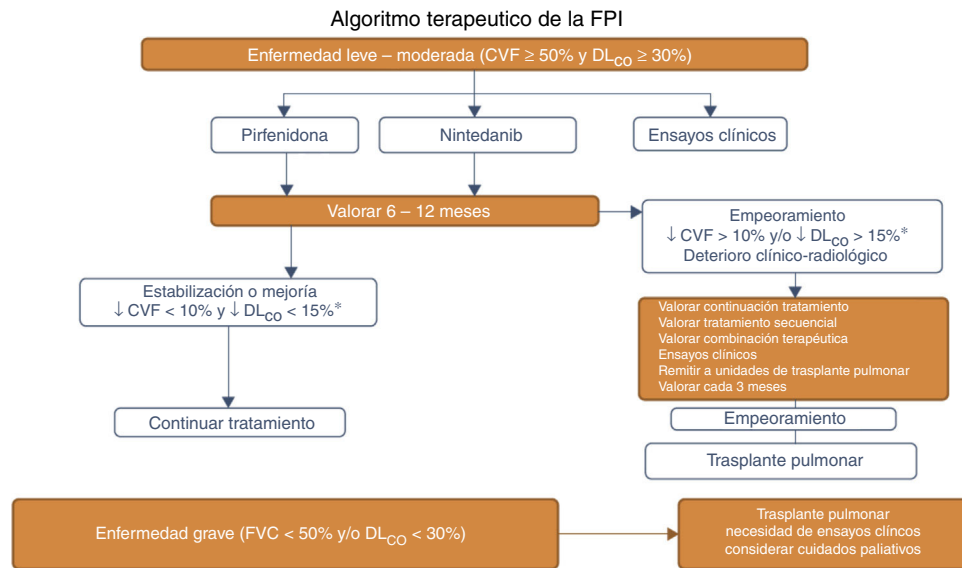 Algoritmo terapeutico de la FPI
Enfermedad leve – moderada (CVF ≥ 50% y DLCO ≥ 30%)
Pirfenidona
Nintedanib
Ensayos clínicos
Valorar 6 – 12 meses
Empeoramiento
↓ CVF > 10% y/o ↓ DLCO > 15%*
Deterioro clínico-radiológico
Estabilización o mejoría
↓ CVF < 10% y ↓ DLCO < 15%*
Valorar continuación tratamiento
Valorar tratamiento secuencial
Valorar combinación terapéutica
Ensayos clínicos
Remitir a unidades de trasplante pulmonar
Valorar cada 3 meses
Continuar tratamiento
Empeoramiento
Trasplante pulmonar
Enfermedad grave (FVC < 50% y/o DLCO < 30%)
Trasplante pulmonar
necesidad de ensayos clíncos
considerar cuidados paliativos